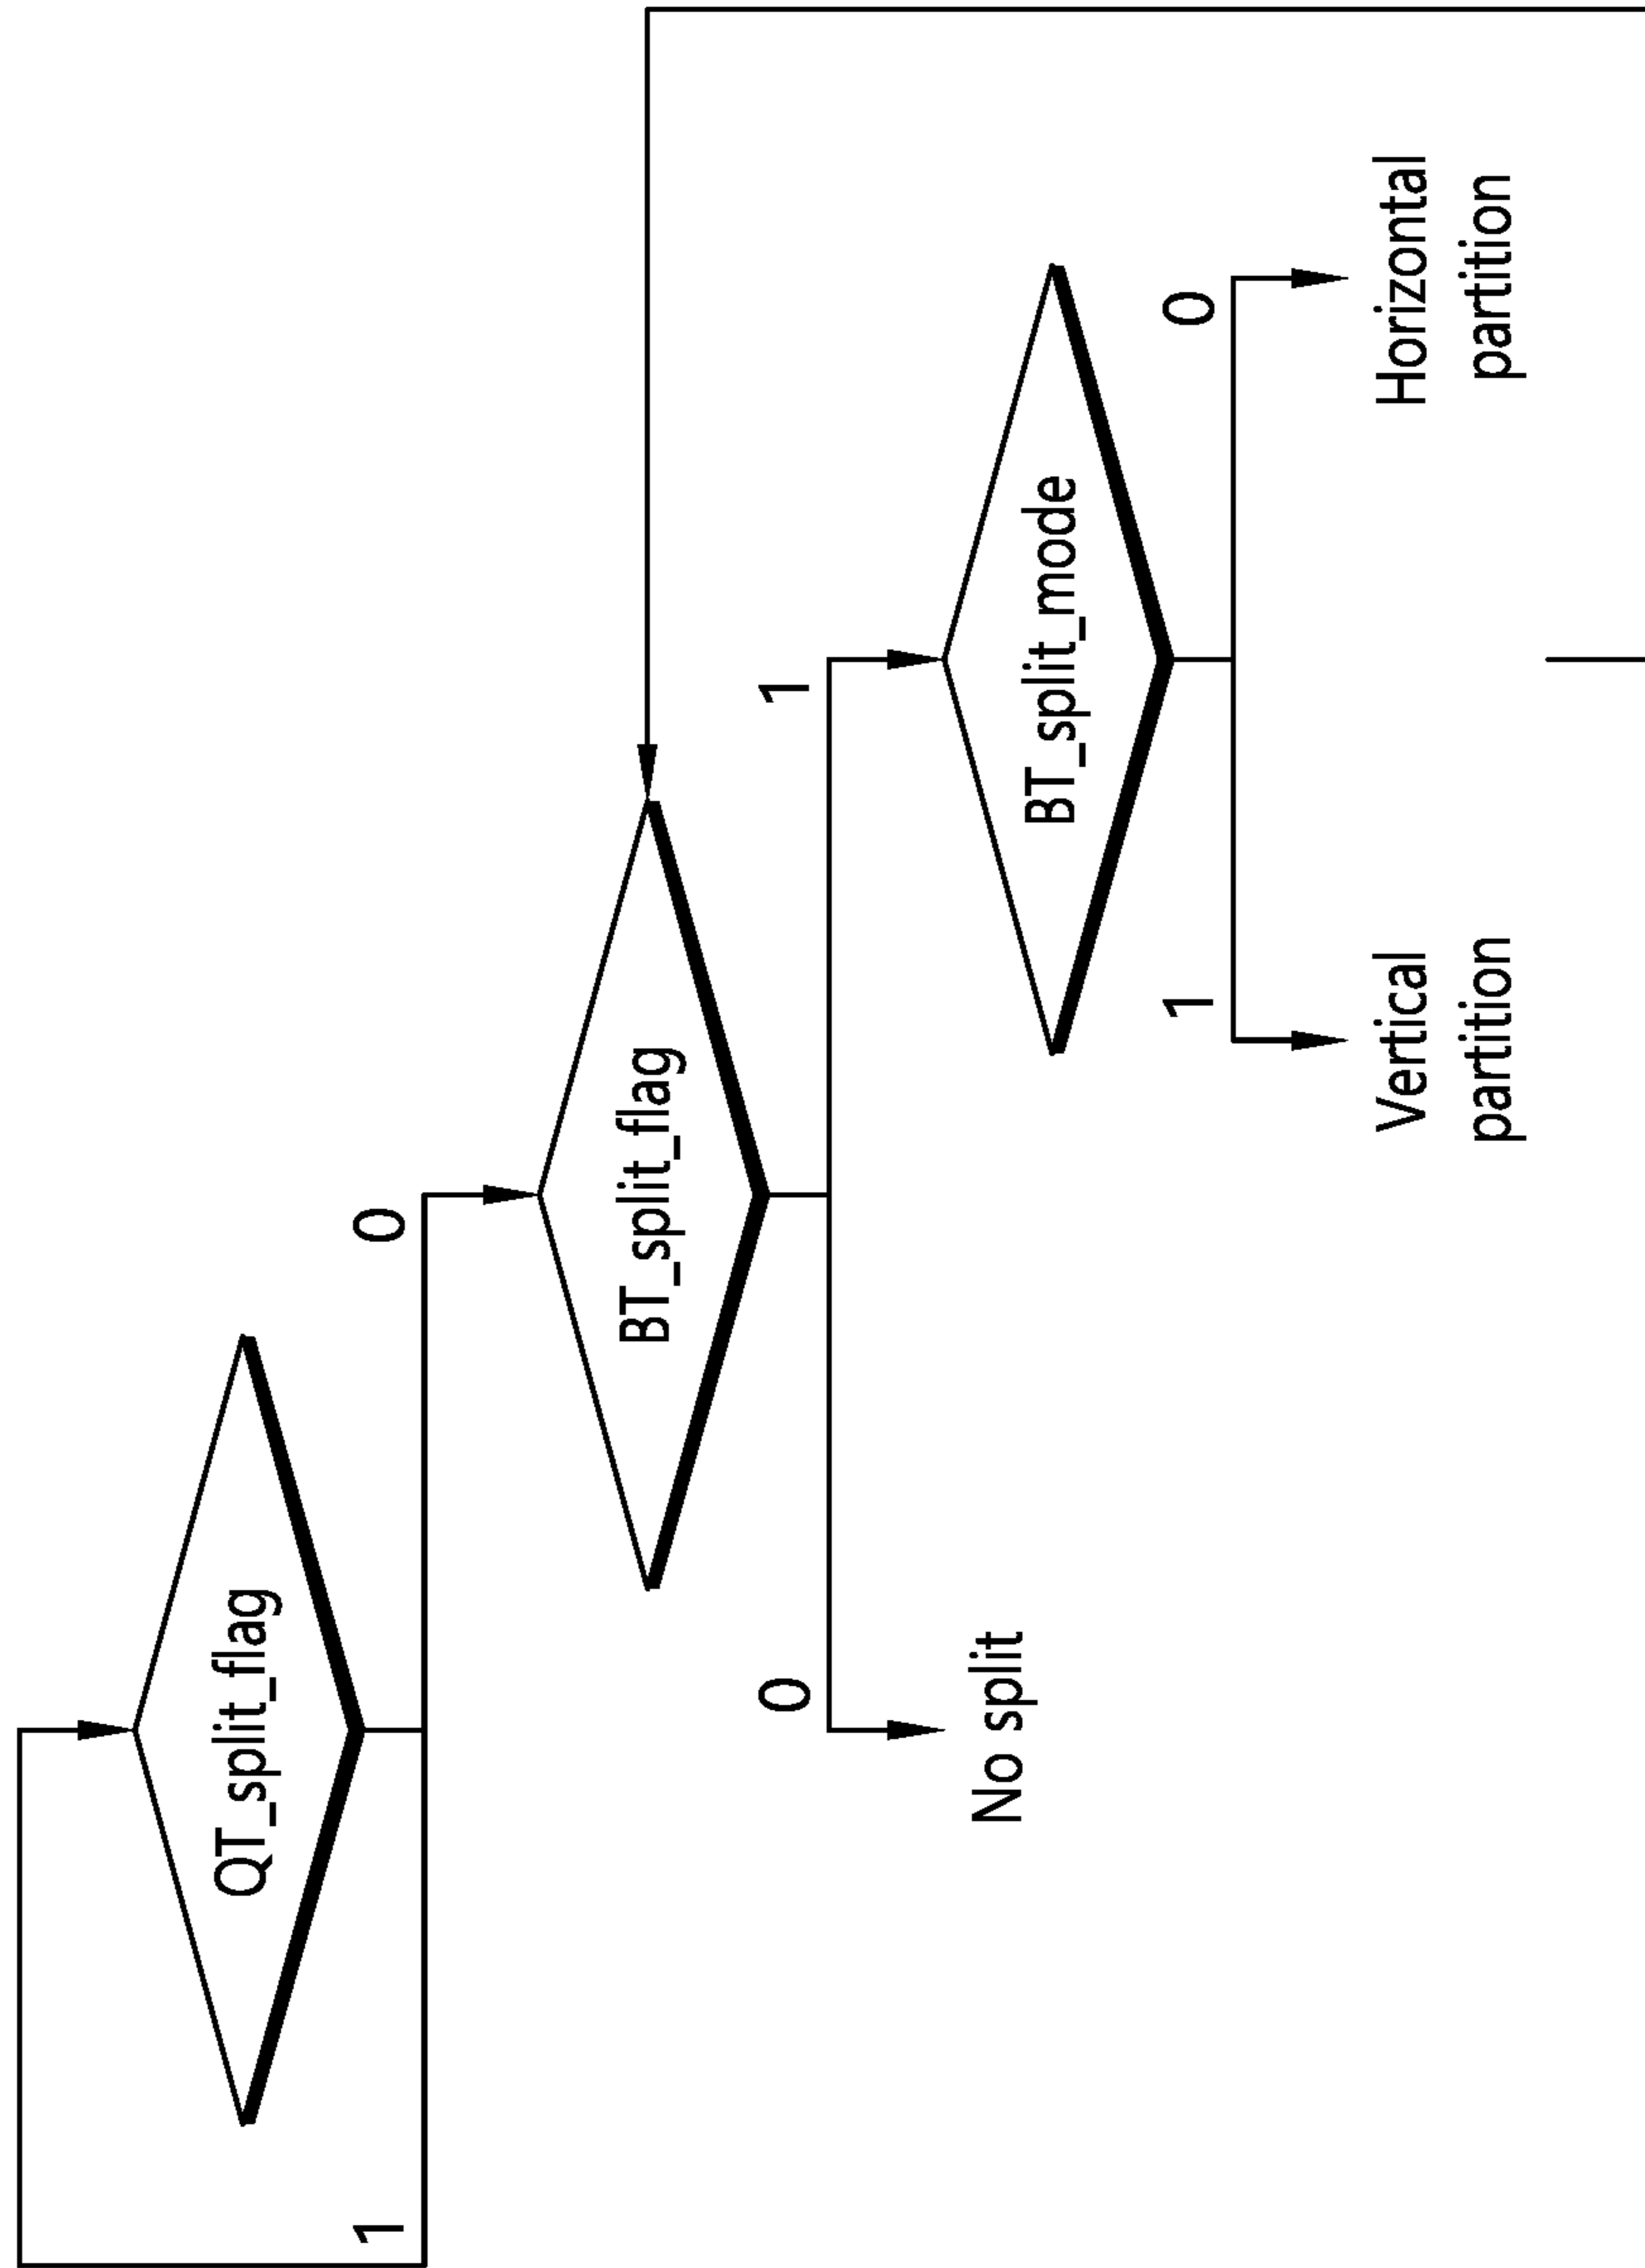 QT_split_flag
1
0
BT_split_flag
0
1
No split
BT_split_mode
1
0
Vertical
partition
Horizontal
partition